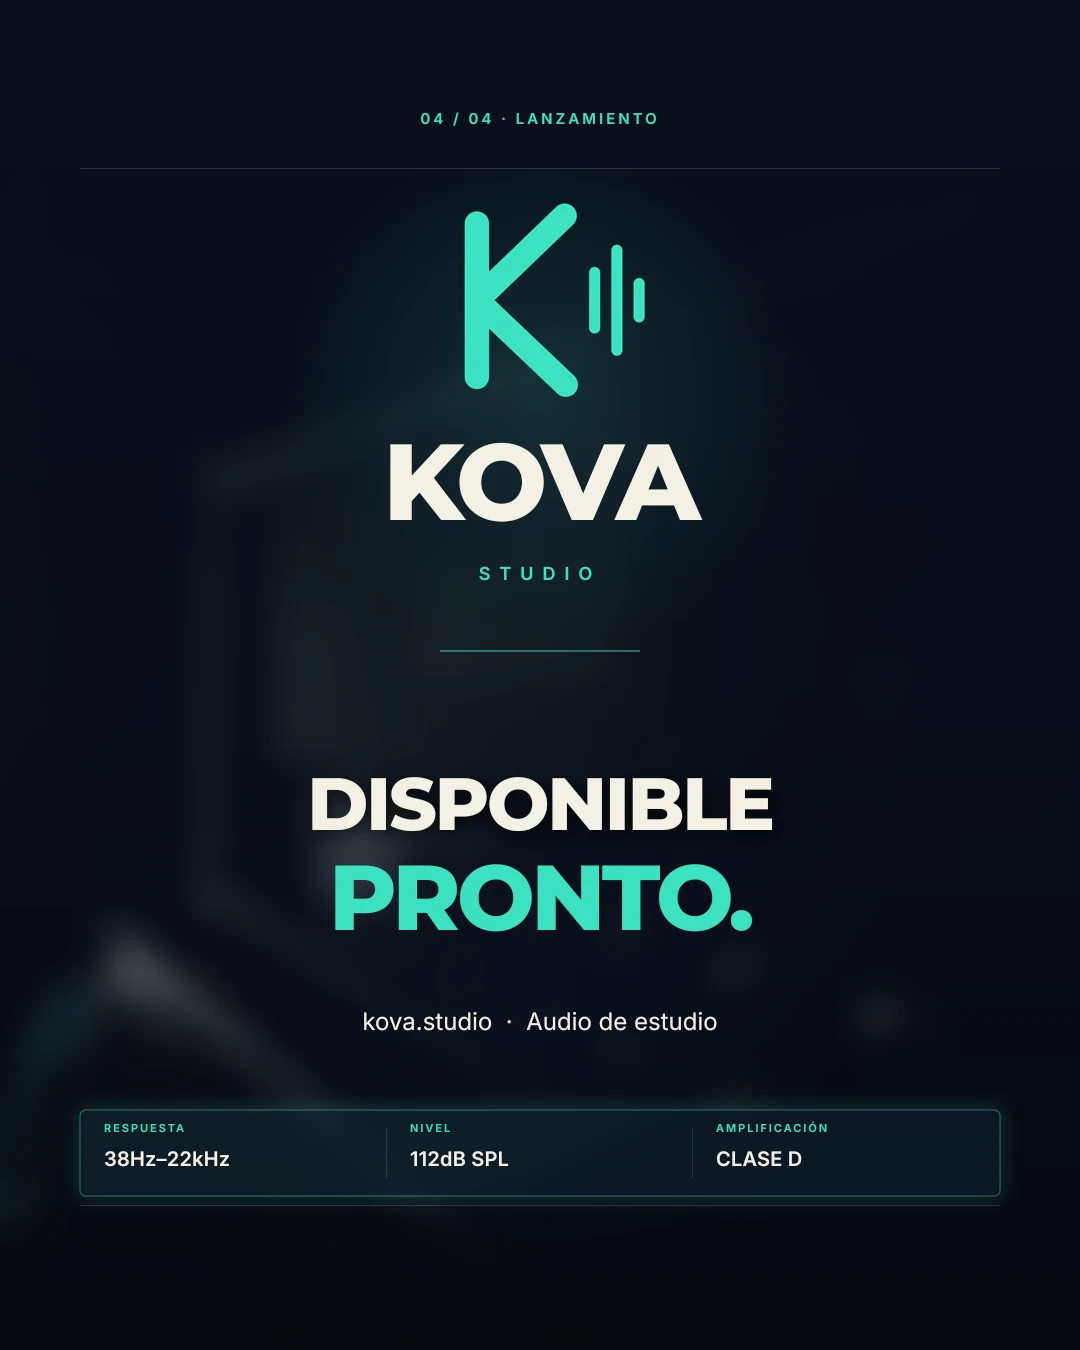 04 / 04 · LANZAMIENTO
K
KOVA
STUDIO
DISPONIBLE
PRONTO.
kova.studio · Audio de estudio
RESPUESTA NIVEL AMPLIFICACIÓN
38Hz–22kHz 112dB SPL CLASE D